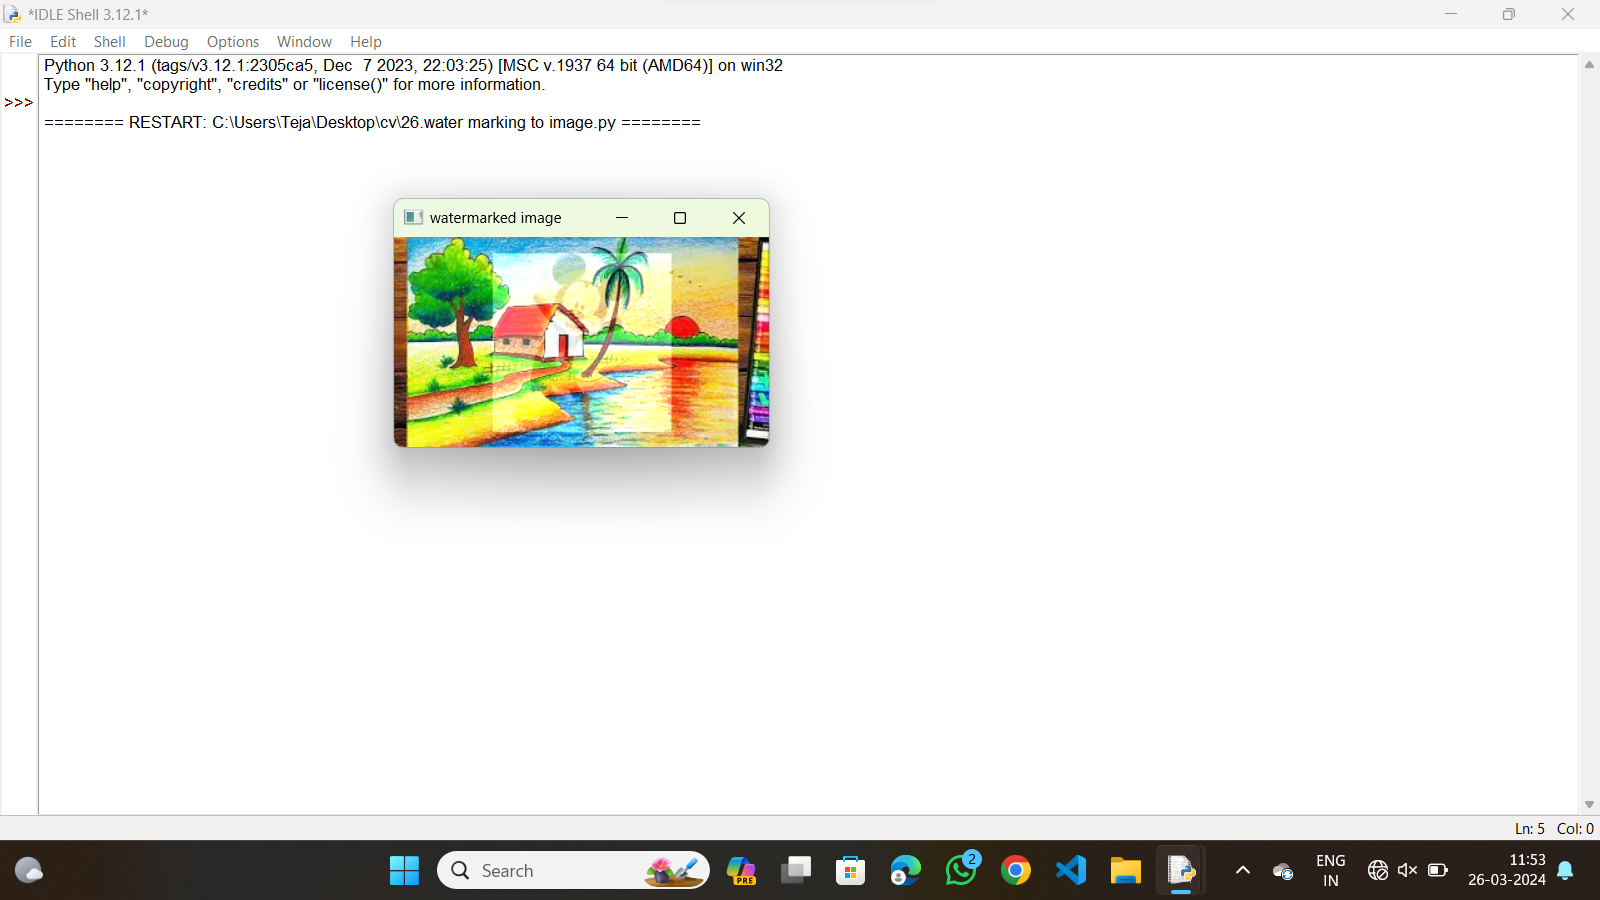 *IDLE Shell 3.12.1*
File Edit Shell Debug Options Window Help
Python 3.12.1 (tags/v3.12.1:2305ca5, Dec  7 2023, 22:03:25) [MSC v.1937 64 bit (AMD64)] on win32
Type "help", "copyright", "credits" or "license()" for more information.
>>>
======== RESTART: C:\Users\Teja\Desktop\cv\26.water marking to image.py ========
watermarked image
Ln: 5 Col: 0
Search
PRE
2
ENG
IN
11:53
26-03-2024